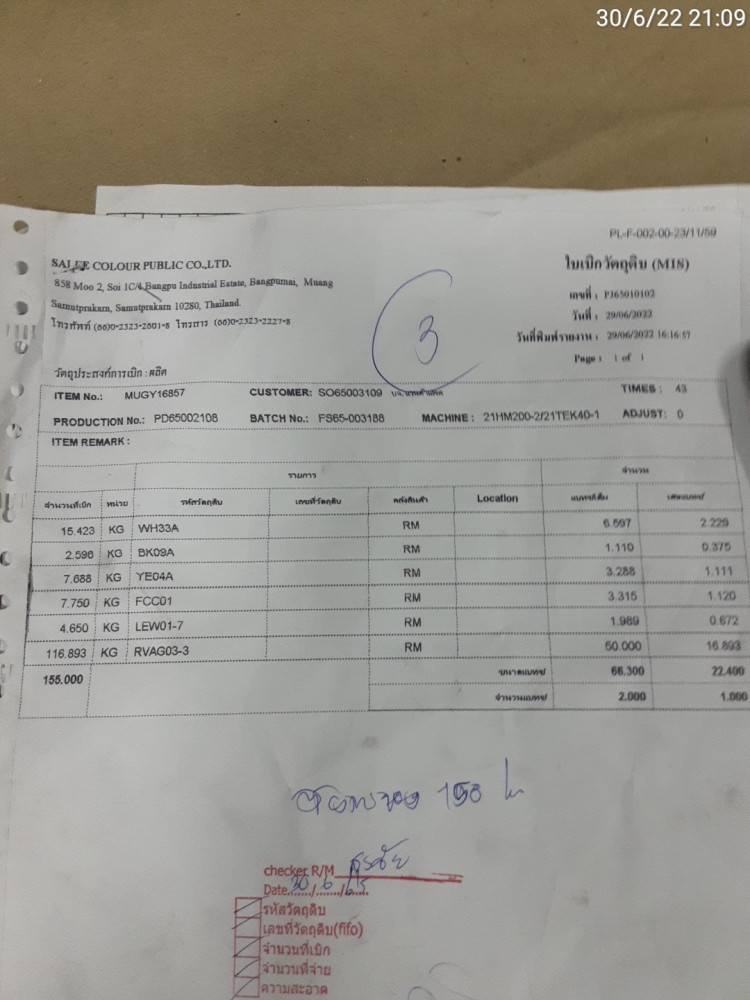 30/6/22 21:09
PL-F-002-00-23/11/59
SALEE COLOUR PUBLIC CO.,LTD.
858 Moo 2, Soi 1C/4,Bangpu Industrial Estate, Bangpumai, Muang
Samutprakarn, Samutprakarn 10280, Thailand.
โทรศัพท์ (66)0-2323-2601-8 โทรสาร (66)0-2323-2227-8
ใบเบิกวัตถุดิบ (MIS)
เลขที่ : PJ65010102
วันที่ : 29/06/2022
วันที่พิมพ์รายงาน : 29/06/2022 16:16:57
Page : 1 of 1
3
วัตถุประสงค์การเบิก : ผลิต
ITEM No.: MUGY16857 CUSTOMER: SO65003109 TIMES : 43
PRODUCTION No.: PD65002108 BATCH No.: FS65-003188 MACHINE : 21HM200-2/21TEK40-1 ADJUST: 0
ITEM REMARK :
รายการ จำนวน
จำนวนที่เบิก หน่วย รหัสวัตถุดิบ เลขที่วัตถุดิบ คลังสินค้า Location แบทช์เต็ม เศษแบทช์
15.423 KG WH33A RM 6.597 2.229
2.596 KG BK09A RM 1.110 0.375
7.688 KG YE04A RM 3.288 1.111
7.750 KG FCC01 RM 3.315 1.120
4.650 KG LEW01-7 RM 1.989 0.672
116.893 KG RVAG03-3 RM 50.000 16.893
155.000 ขนาดแบทช์ 66.300 22.400
จำนวนแบทช์ 2.000 1.000
checker R/M สุรชัย
Date 30/6/65
รหัสวัตถุดิบ
เลขที่วัตถุดิบ(fifo)
จำนวนที่เบิก
จำนวนที่จ่าย
ความสะอาด